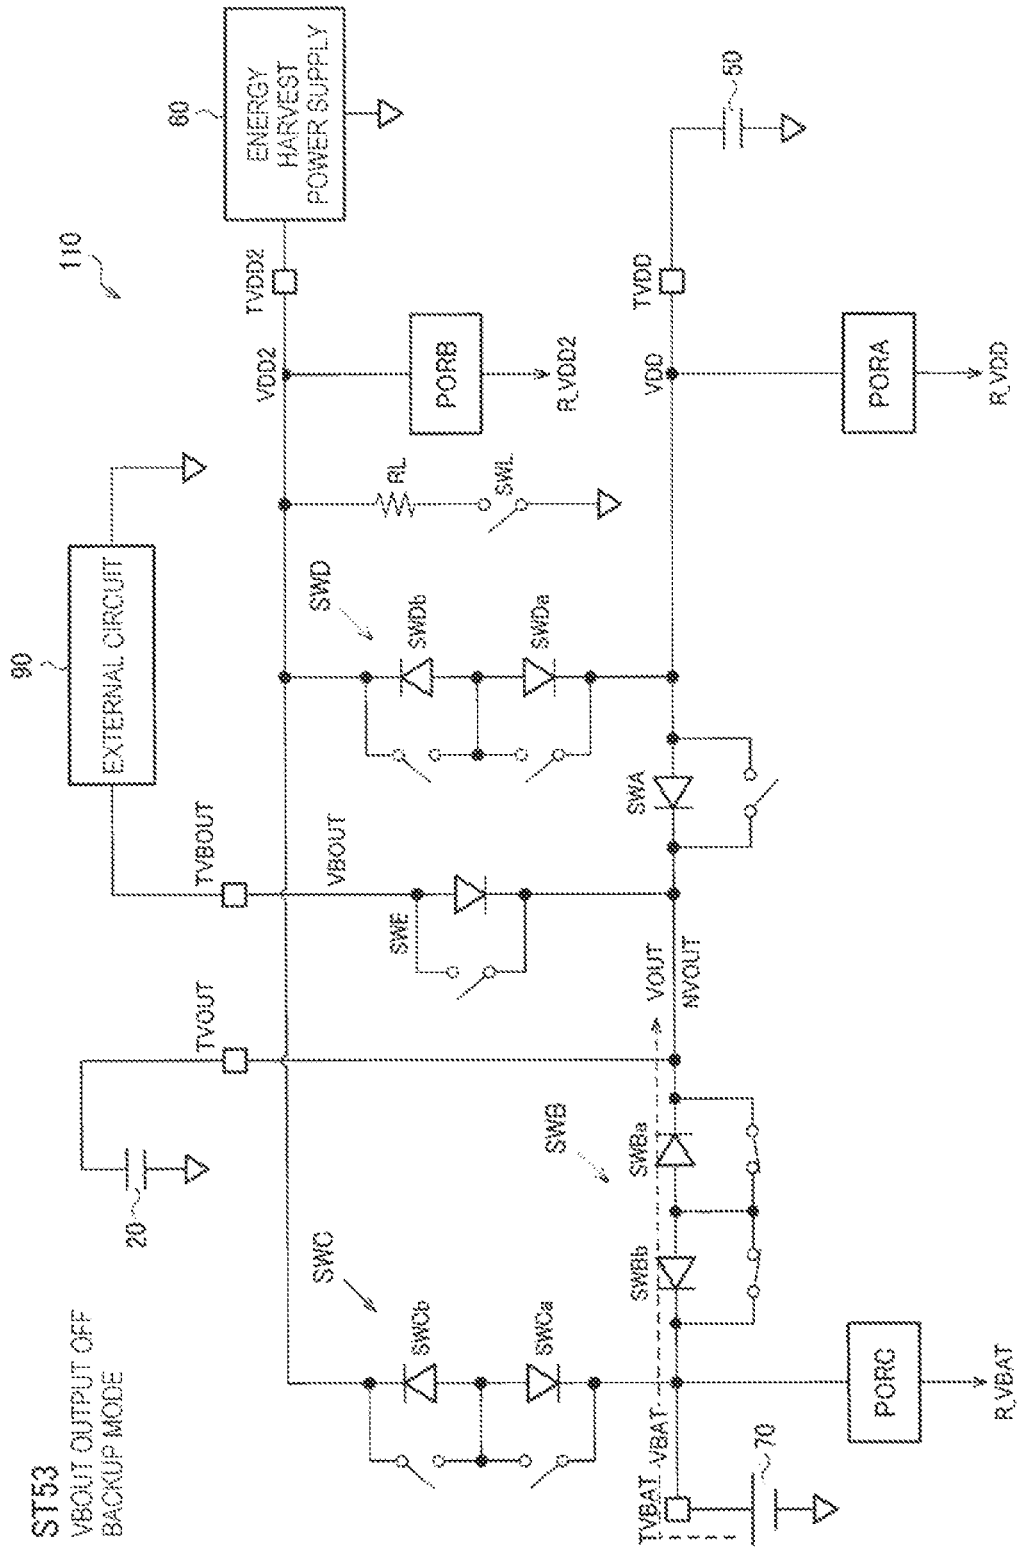 ST53
VBOUT OUTPUT OFF
BACKUP MODE
110
90
EXTERNAL CIRCUIT
80
ENERGY
HARVEST
POWER SUPPLY
20
TVOUT
TVBOUT
VBOUT
VDD2
TVDD2
SWC
SWCb
SWCa
SWE
SWD
SWDb
SWDa
RL
SWL
PORB
R_VDD2
50
SWB
SWBb
SWBa
VOUT
NVOUT
SWA
VDD
TVDD
TVBAT
VBAT
70
PORC
R_VBAT
PORA
R_VDD